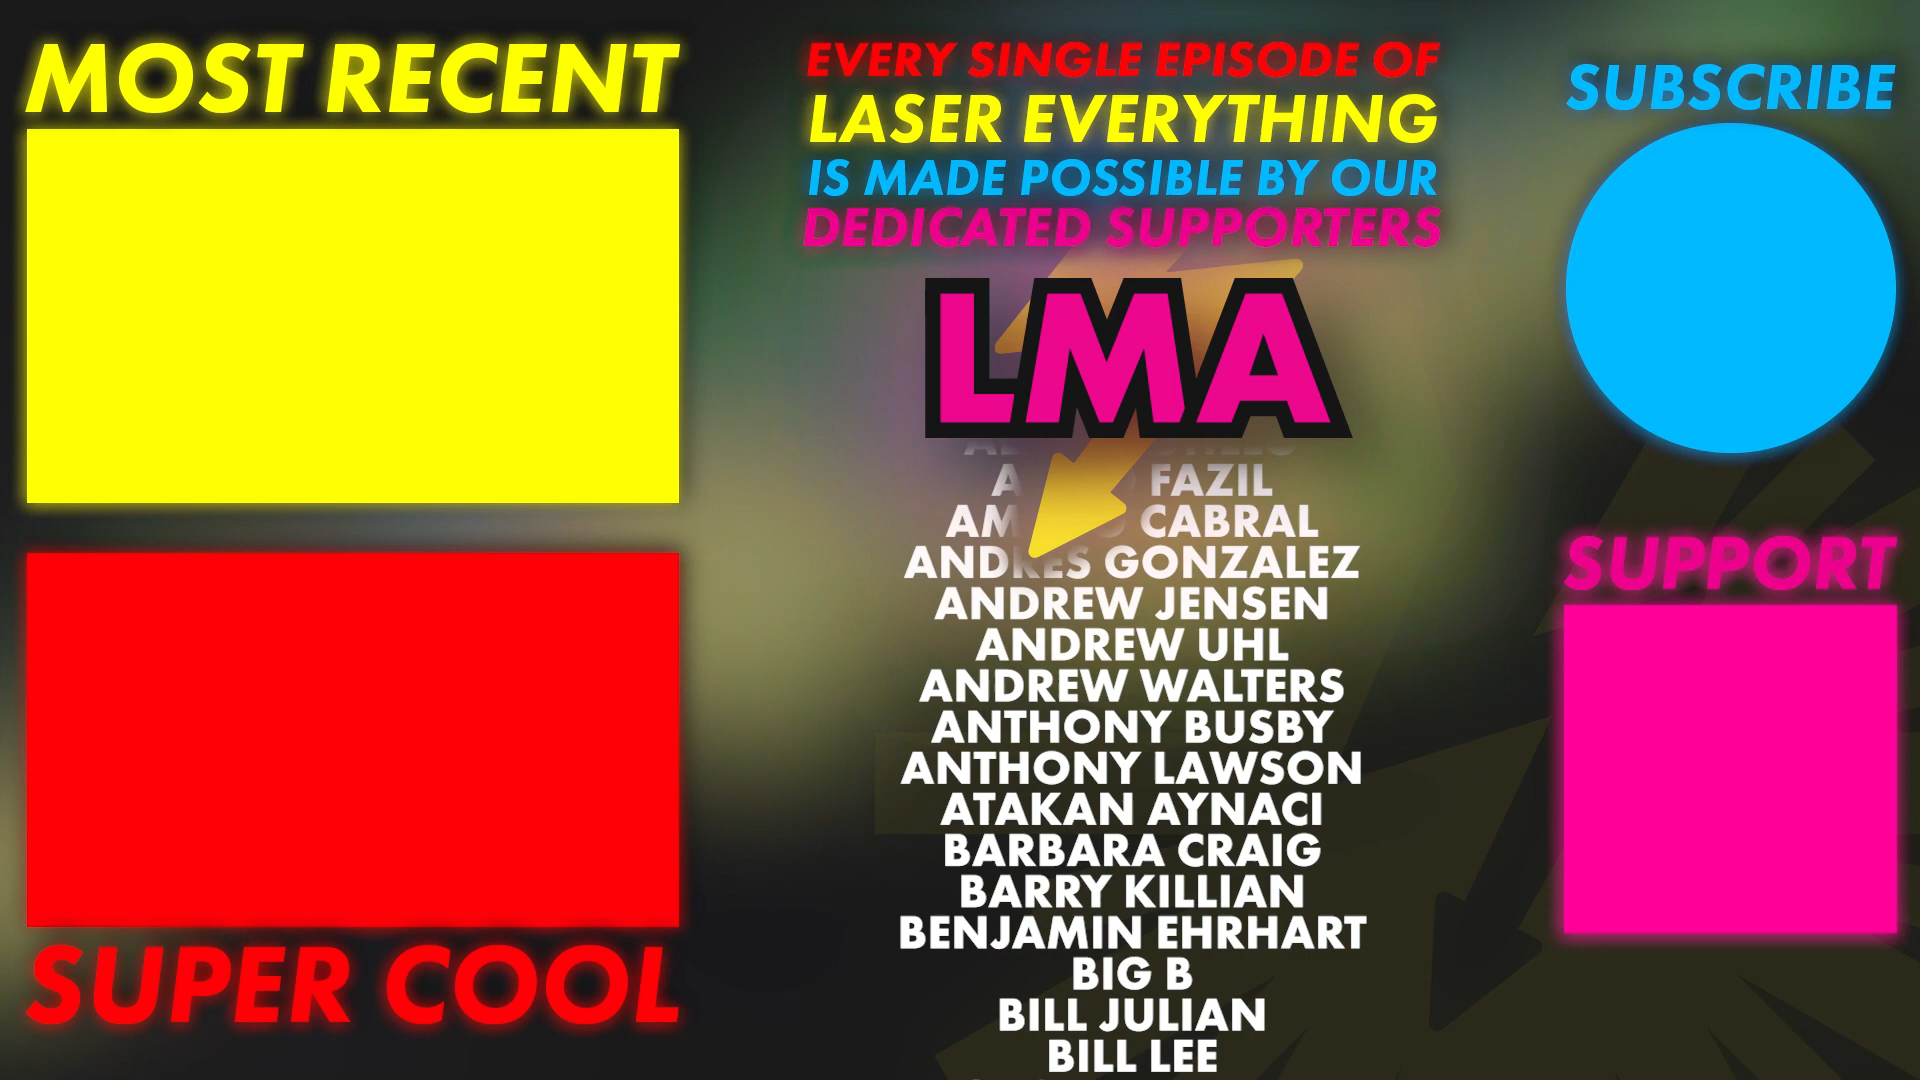 MOST RECENT
SUPER COOL
EVERY SINGLE EPISODE OF
LASER EVERYTHING
IS MADE POSSIBLE BY OUR
DEDICATED SUPPORTERS
LMA
FAZIL
CABRAL
ANDRES GONZALEZ
ANDREW JENSEN
ANDREW UHL
ANDREW WALTERS
ANTHONY BUSBY
ANTHONY LAWSON
ATAKAN AYNACI
BARBARA CRAIG
BARRY KILLIAN
BENJAMIN EHRHART
BIG B
BILL JULIAN
BILL LEE
SUBSCRIBE
SUPPORT